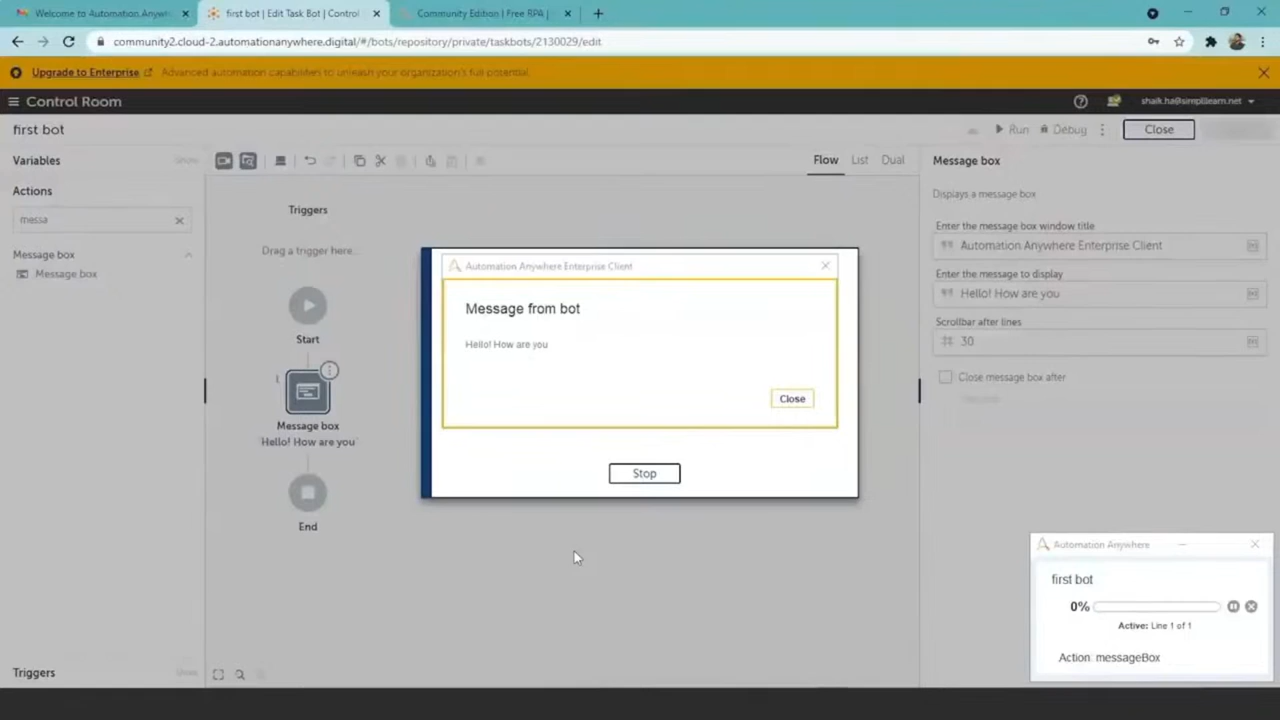 Welcome to Automation Anywh
first bot | Edit Task Bot | Control
Community Edition | Free RPA |
community2.cloud-2.automationanywhere.digital/#/bots/repository/private/taskbots/2130029/edit
Upgrade to Enterprise
Advanced automation capabilities to unleash your organization's full potential.
Control Room
shaik.ha@simplilearn.net
first bot
Run
Debug
Close
Variables
Flow
List
Dual
Message box
Actions
Displays a message box
messa
Triggers
Enter the message box window title
Automation Anywhere Enterprise Client
Message box
Drag a trigger here..
Message box
Enter the message to display
Hello! How are you
Scrollbar after lines
30
Close message box after
Start
Message box
Hello! How are you
End
Automation Anywhere Enterprise Client
Message from bot
Hello! How are you
Close
Stop
Automation Anywhere
first bot
0%
Active: Line 1 of 1
Action: messageBox
Triggers